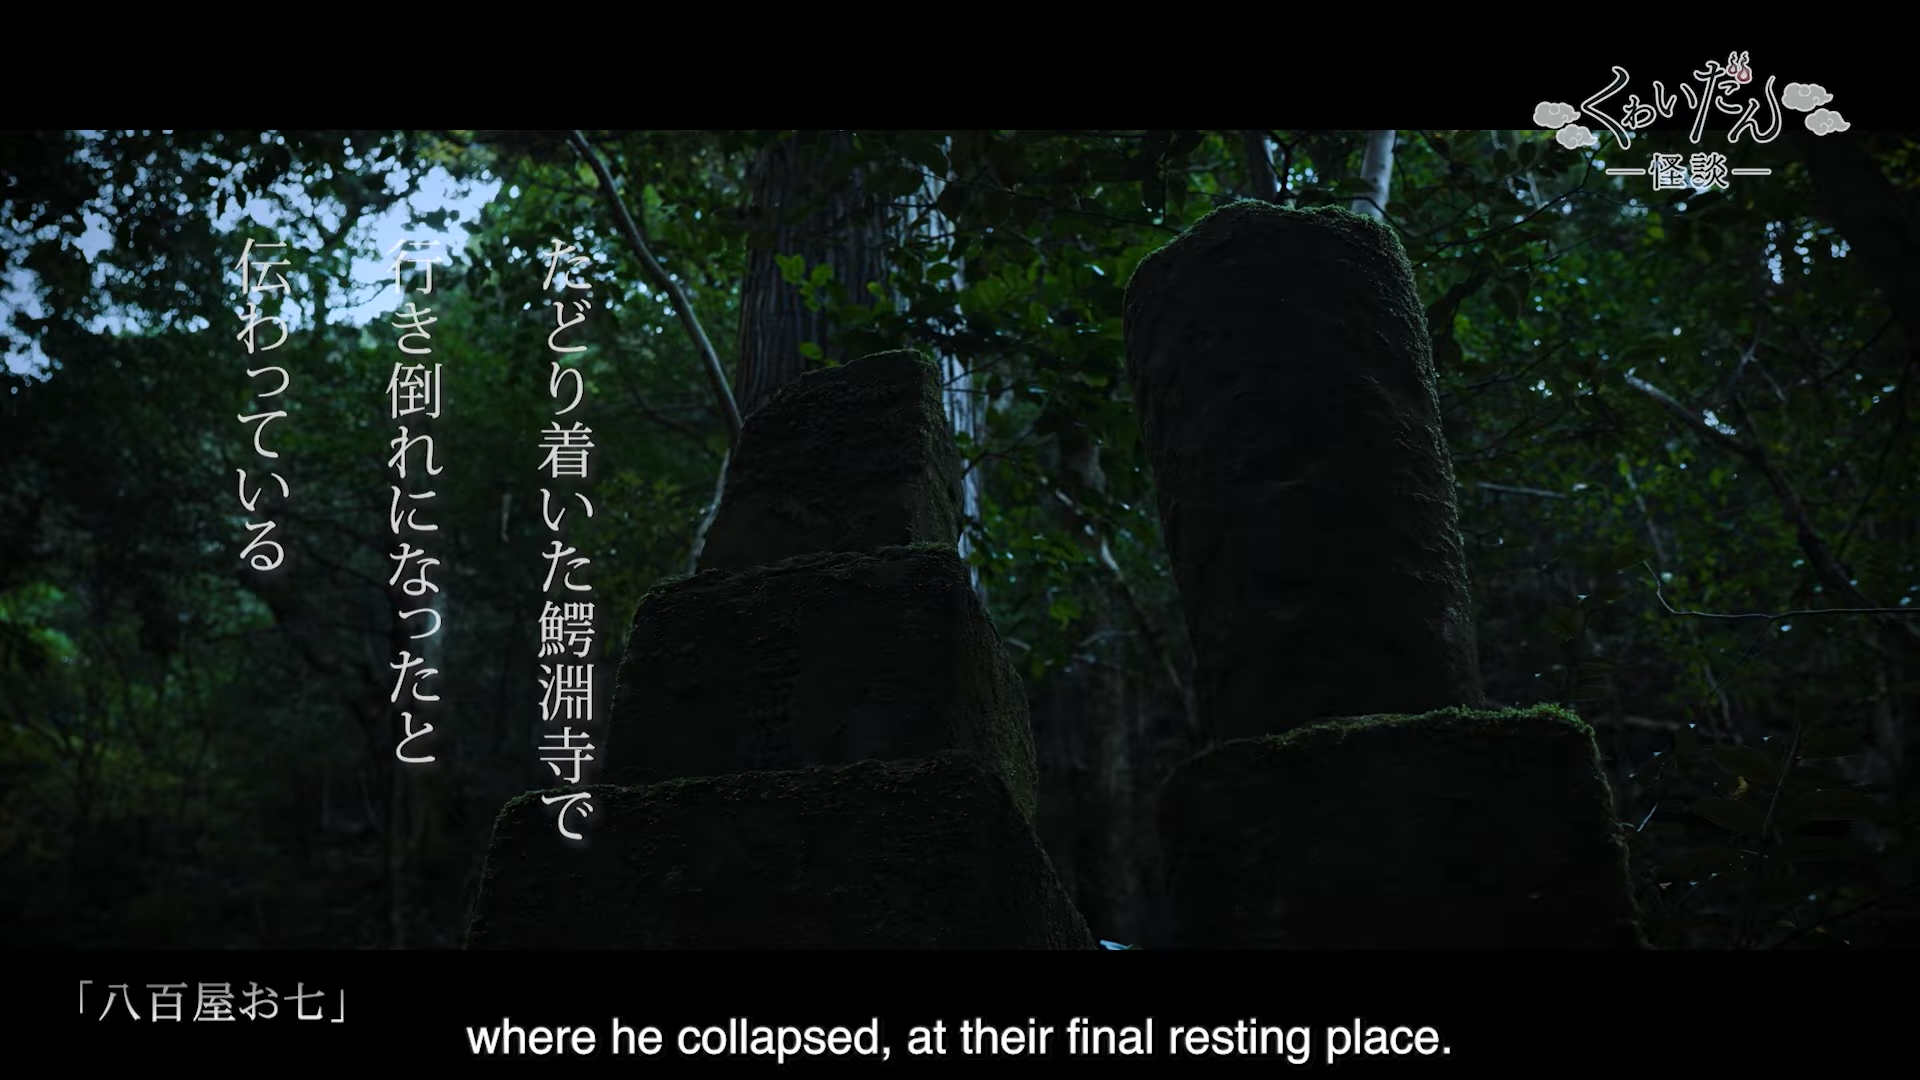 くわいだん
―怪談―
たどり着いた鰐淵寺で
行き倒れになったと
伝わっている
「八百屋お七」
where he collapsed, at their final resting place.